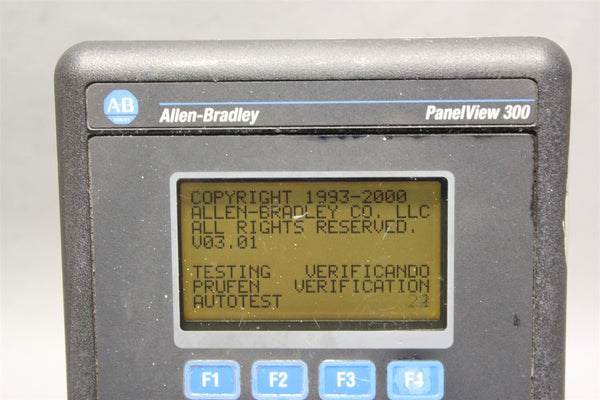 A·B
Allen-Bradley
PanelView 300
COPYRIGHT 1993-2000
ALLEN-BRADLEY CO. LLC
ALL RIGHTS RESERVED.
V03.01
TESTING VERIFICANDO
PRUFEN VERIFICATION
AUTOTEST
F1 F2 F3 F4